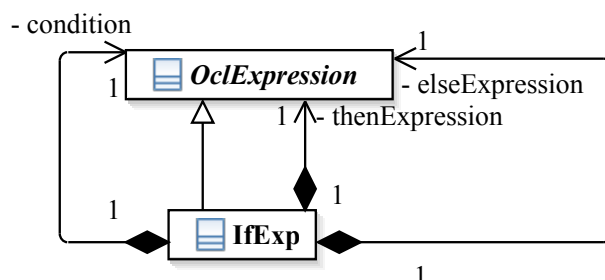 - condition
1
1
OclExpression
- elseExpression
1
- thenExpression
1
1
IfExp
1